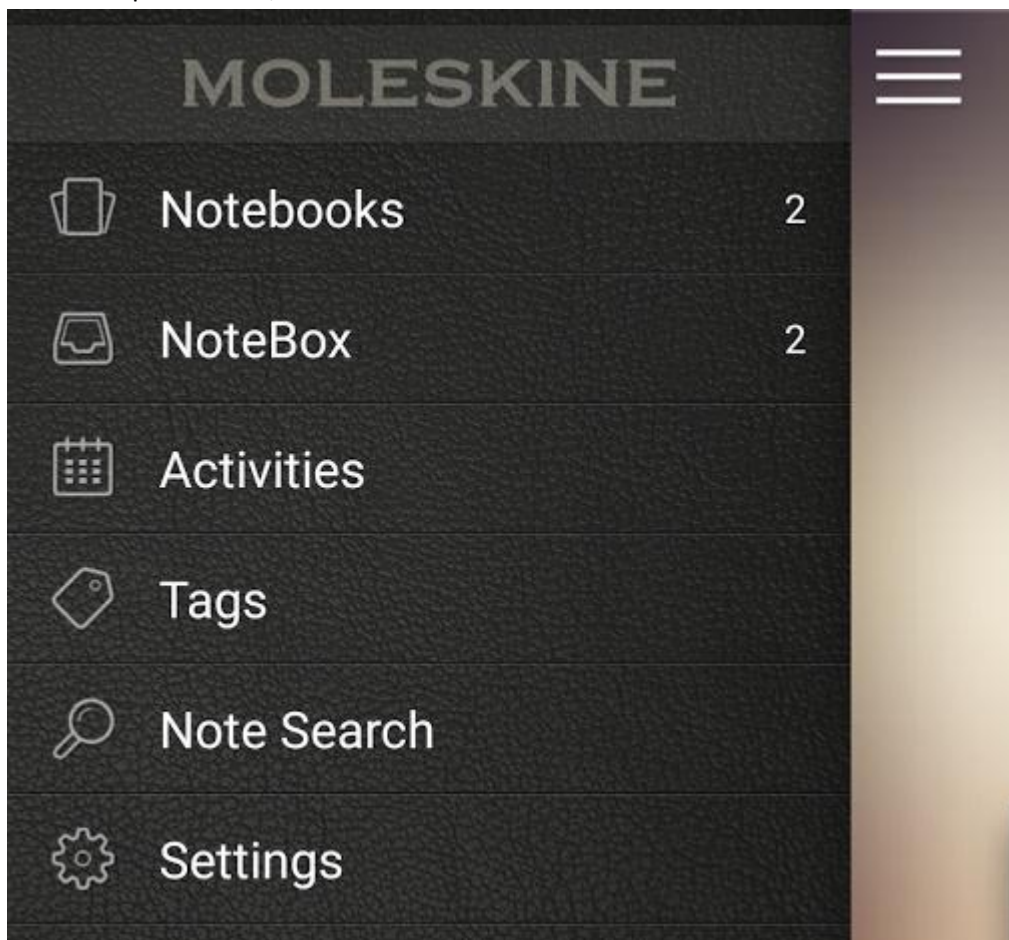 MOLESKINE
Notebooks 2
NoteBox 2
Activities
Tags
Note Search
Settings